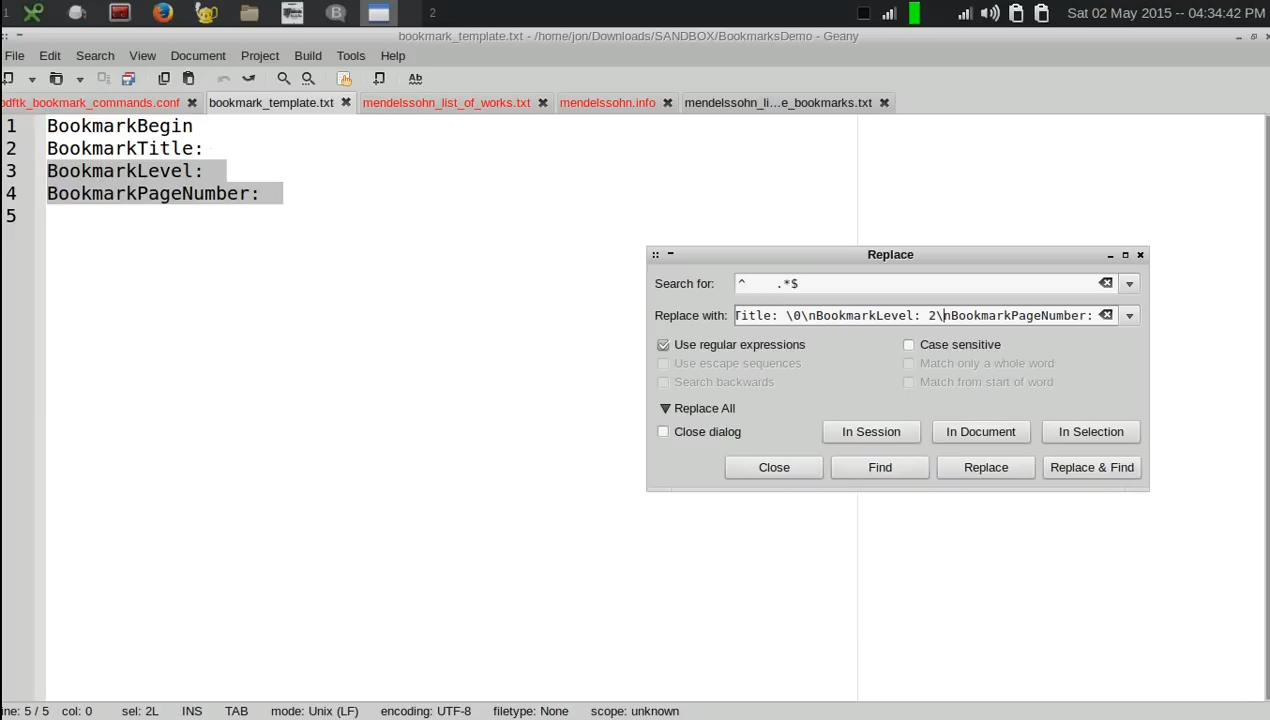 1 2 Sat 02 May 2015 -- 04:34:42 PM
bookmark_template.txt - /home/jon/Downloads/SANDBOX/BookmarksDemo - Geany
File Edit Search View Document Project Build Tools Help
Ab
pdftk_bookmark_commands.conf bookmark_template.txt mendelssohn_list_of_works.txt mendelssohn.info mendelssohn_li…e_bookmarks.txt
1 BookmarkBegin
2 BookmarkTitle:
3 BookmarkLevel:
4 BookmarkPageNumber:
5
Replace
Search for: ^    .*$
Replace with: Title: \0\nBookmarkLevel: 2\nBookmarkPageNumber:
Use regular expressions Case sensitive
Use escape sequences Match only a whole word
Search backwards Match from start of word
Replace All
Close dialog In Session In Document In Selection
Close Find Replace Replace & Find
ine: 5 / 5 col: 0 sel: 2L INS TAB mode: Unix (LF) encoding: UTF-8 filetype: None scope: unknown